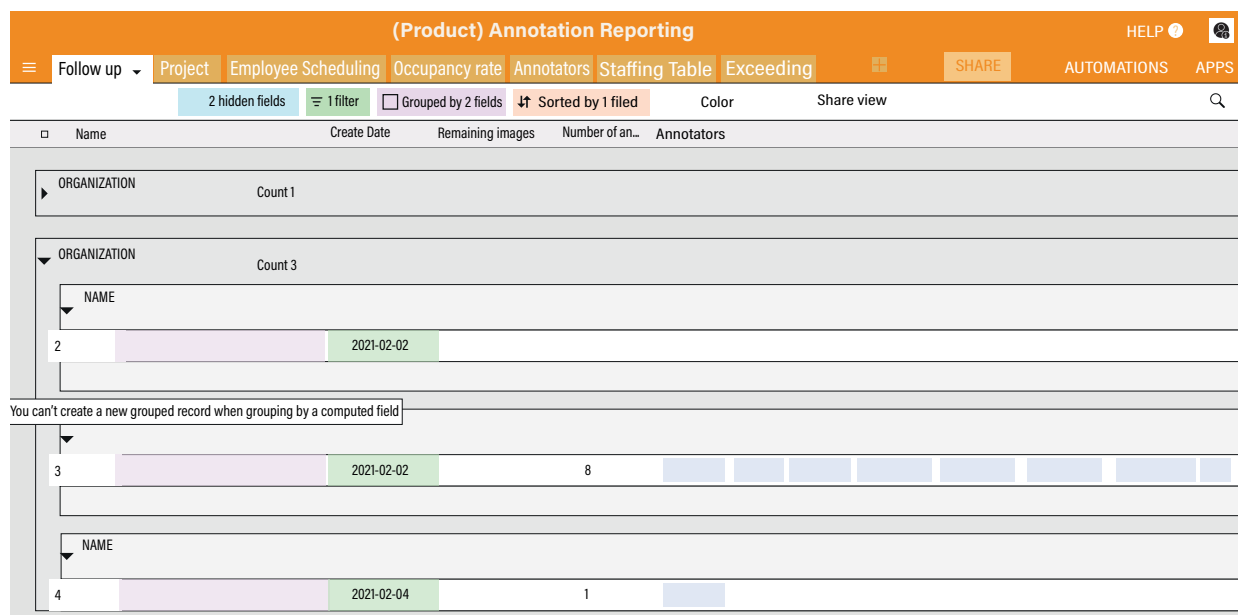 (Product) Annotation Reporting
HELP ?
Follow up Project Employee Scheduling Occupancy rate Annotators Staffing Table Exceeding SHARE AUTOMATIONS APPS
2 hidden fields 1 filter Grouped by 2 fields Sorted by 1 filed Color Share view
Name Create Date Remaining images Number of an... Annotators
ORGANIZATION
Count 1
ORGANIZATION
Count 3
NAME
2 2021-02-02
You can't create a new grouped record when grouping by a computed field
3 2021-02-02 8
NAME
4 2021-02-04 1